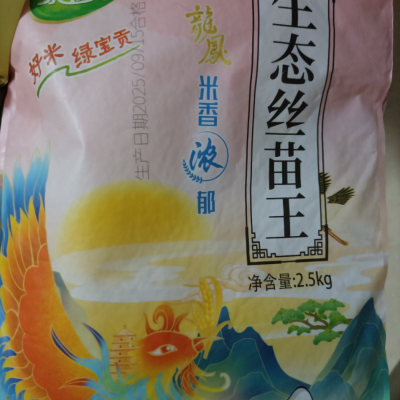 好米 绿宝贡
生产日期2025/09/15合格
龍鳳
米香
浓
郁
生态丝苗王
净含量:2.5kg